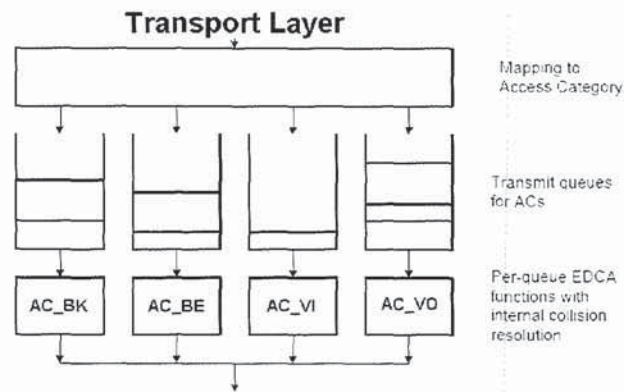 Transport Layer
Mapping to
Access Category
Transmit queues
for ACs
AC_BK
AC_BE
AC_VI
AC_VO
Per-queue EDCA
functions with
internal collision
resolution